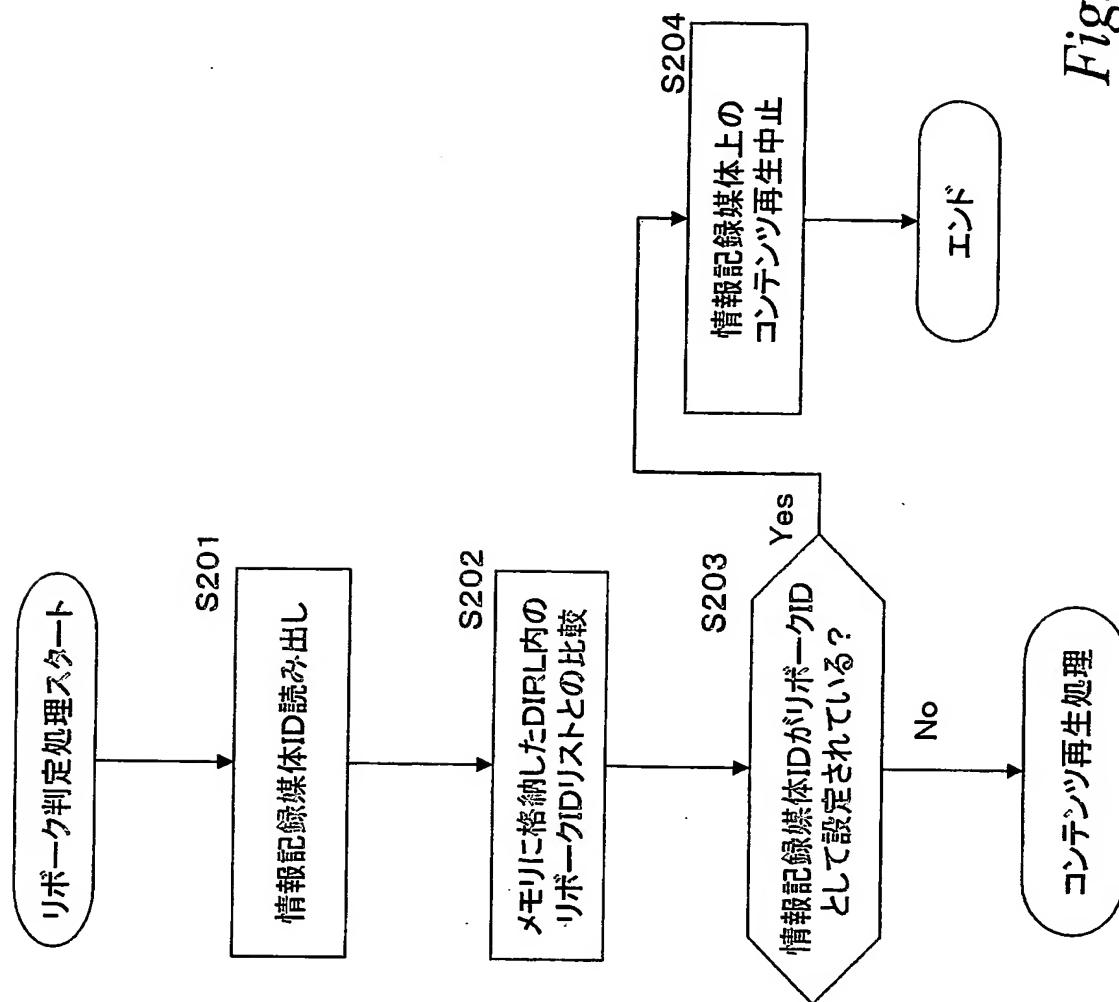 リボーク判定処理スタート
S201
情報記録媒体ID読み出し
S202
メモリに格納したDIRL内の
リボークIDリストとの比較
S203
情報記録媒体IDがリボークID
として設定されている?
Yes
No
S204
情報記録媒体上の
コンテンツ再生中止
エンド
コンテンツ再生処理
Fig